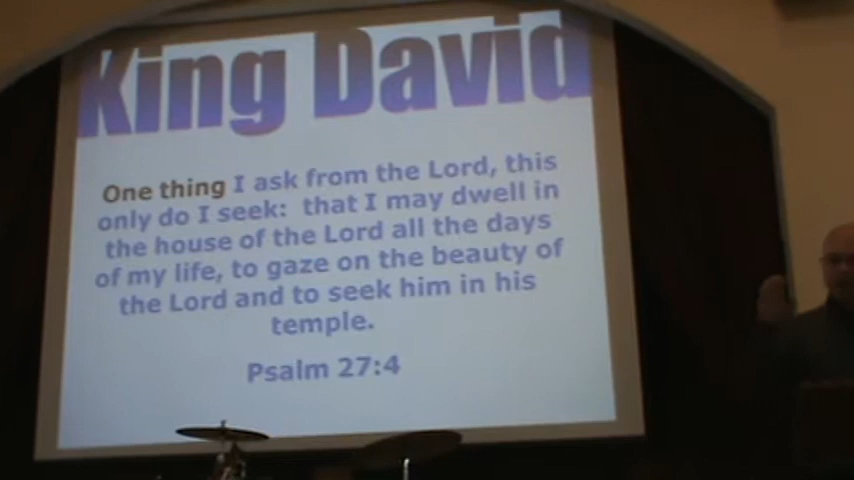 King David
One thing I ask from the Lord, this
only do I seek: that I may dwell in
the house of the Lord all the days
of my life, to gaze on the beauty of
the Lord and to seek him in his
temple.
Psalm 27:4